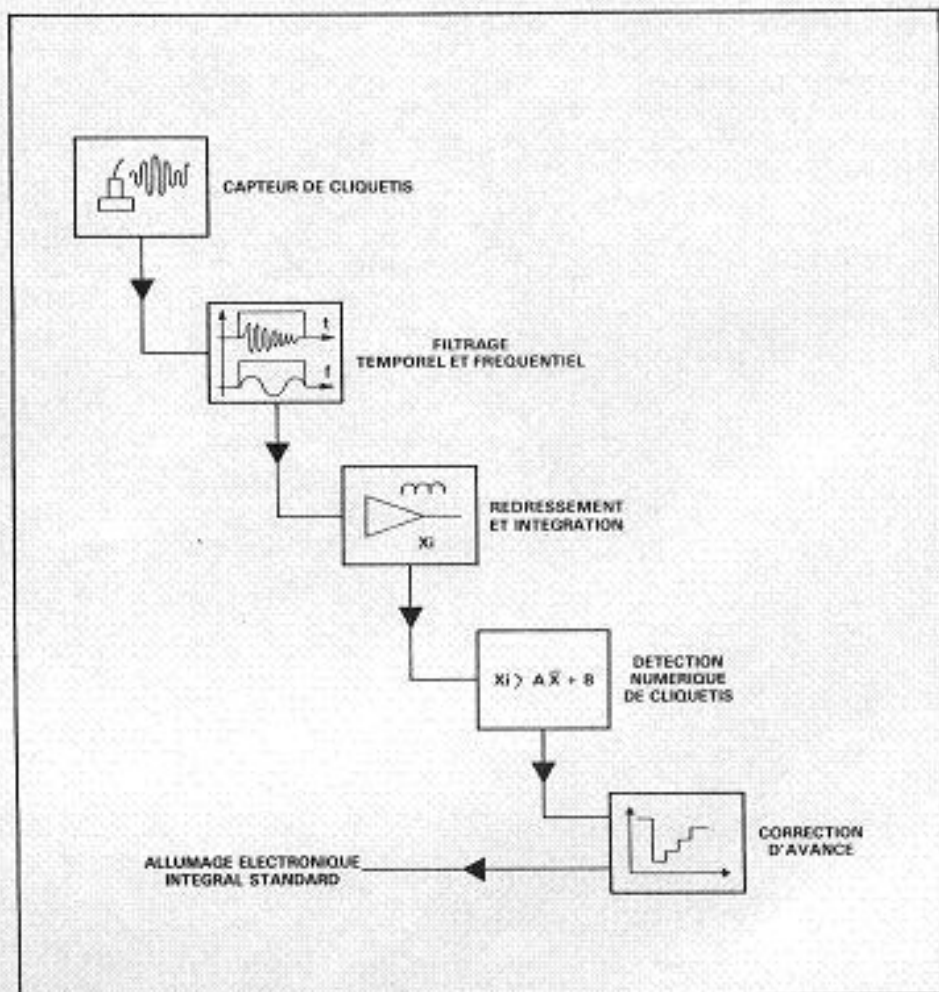 CAPTEUR DE CLIQUETIS
t
FILTRAGE
TEMPOREL ET FREQUENTIEL
f
REDRESSEMENT
ET INTEGRATION
Xi
Xi > A X̄ + B
DETECTION
NUMERIQUE
DE CLIQUETIS
CORRECTION
D'AVANCE
ALLUMAGE ELECTRONIQUE
INTEGRAL STANDARD